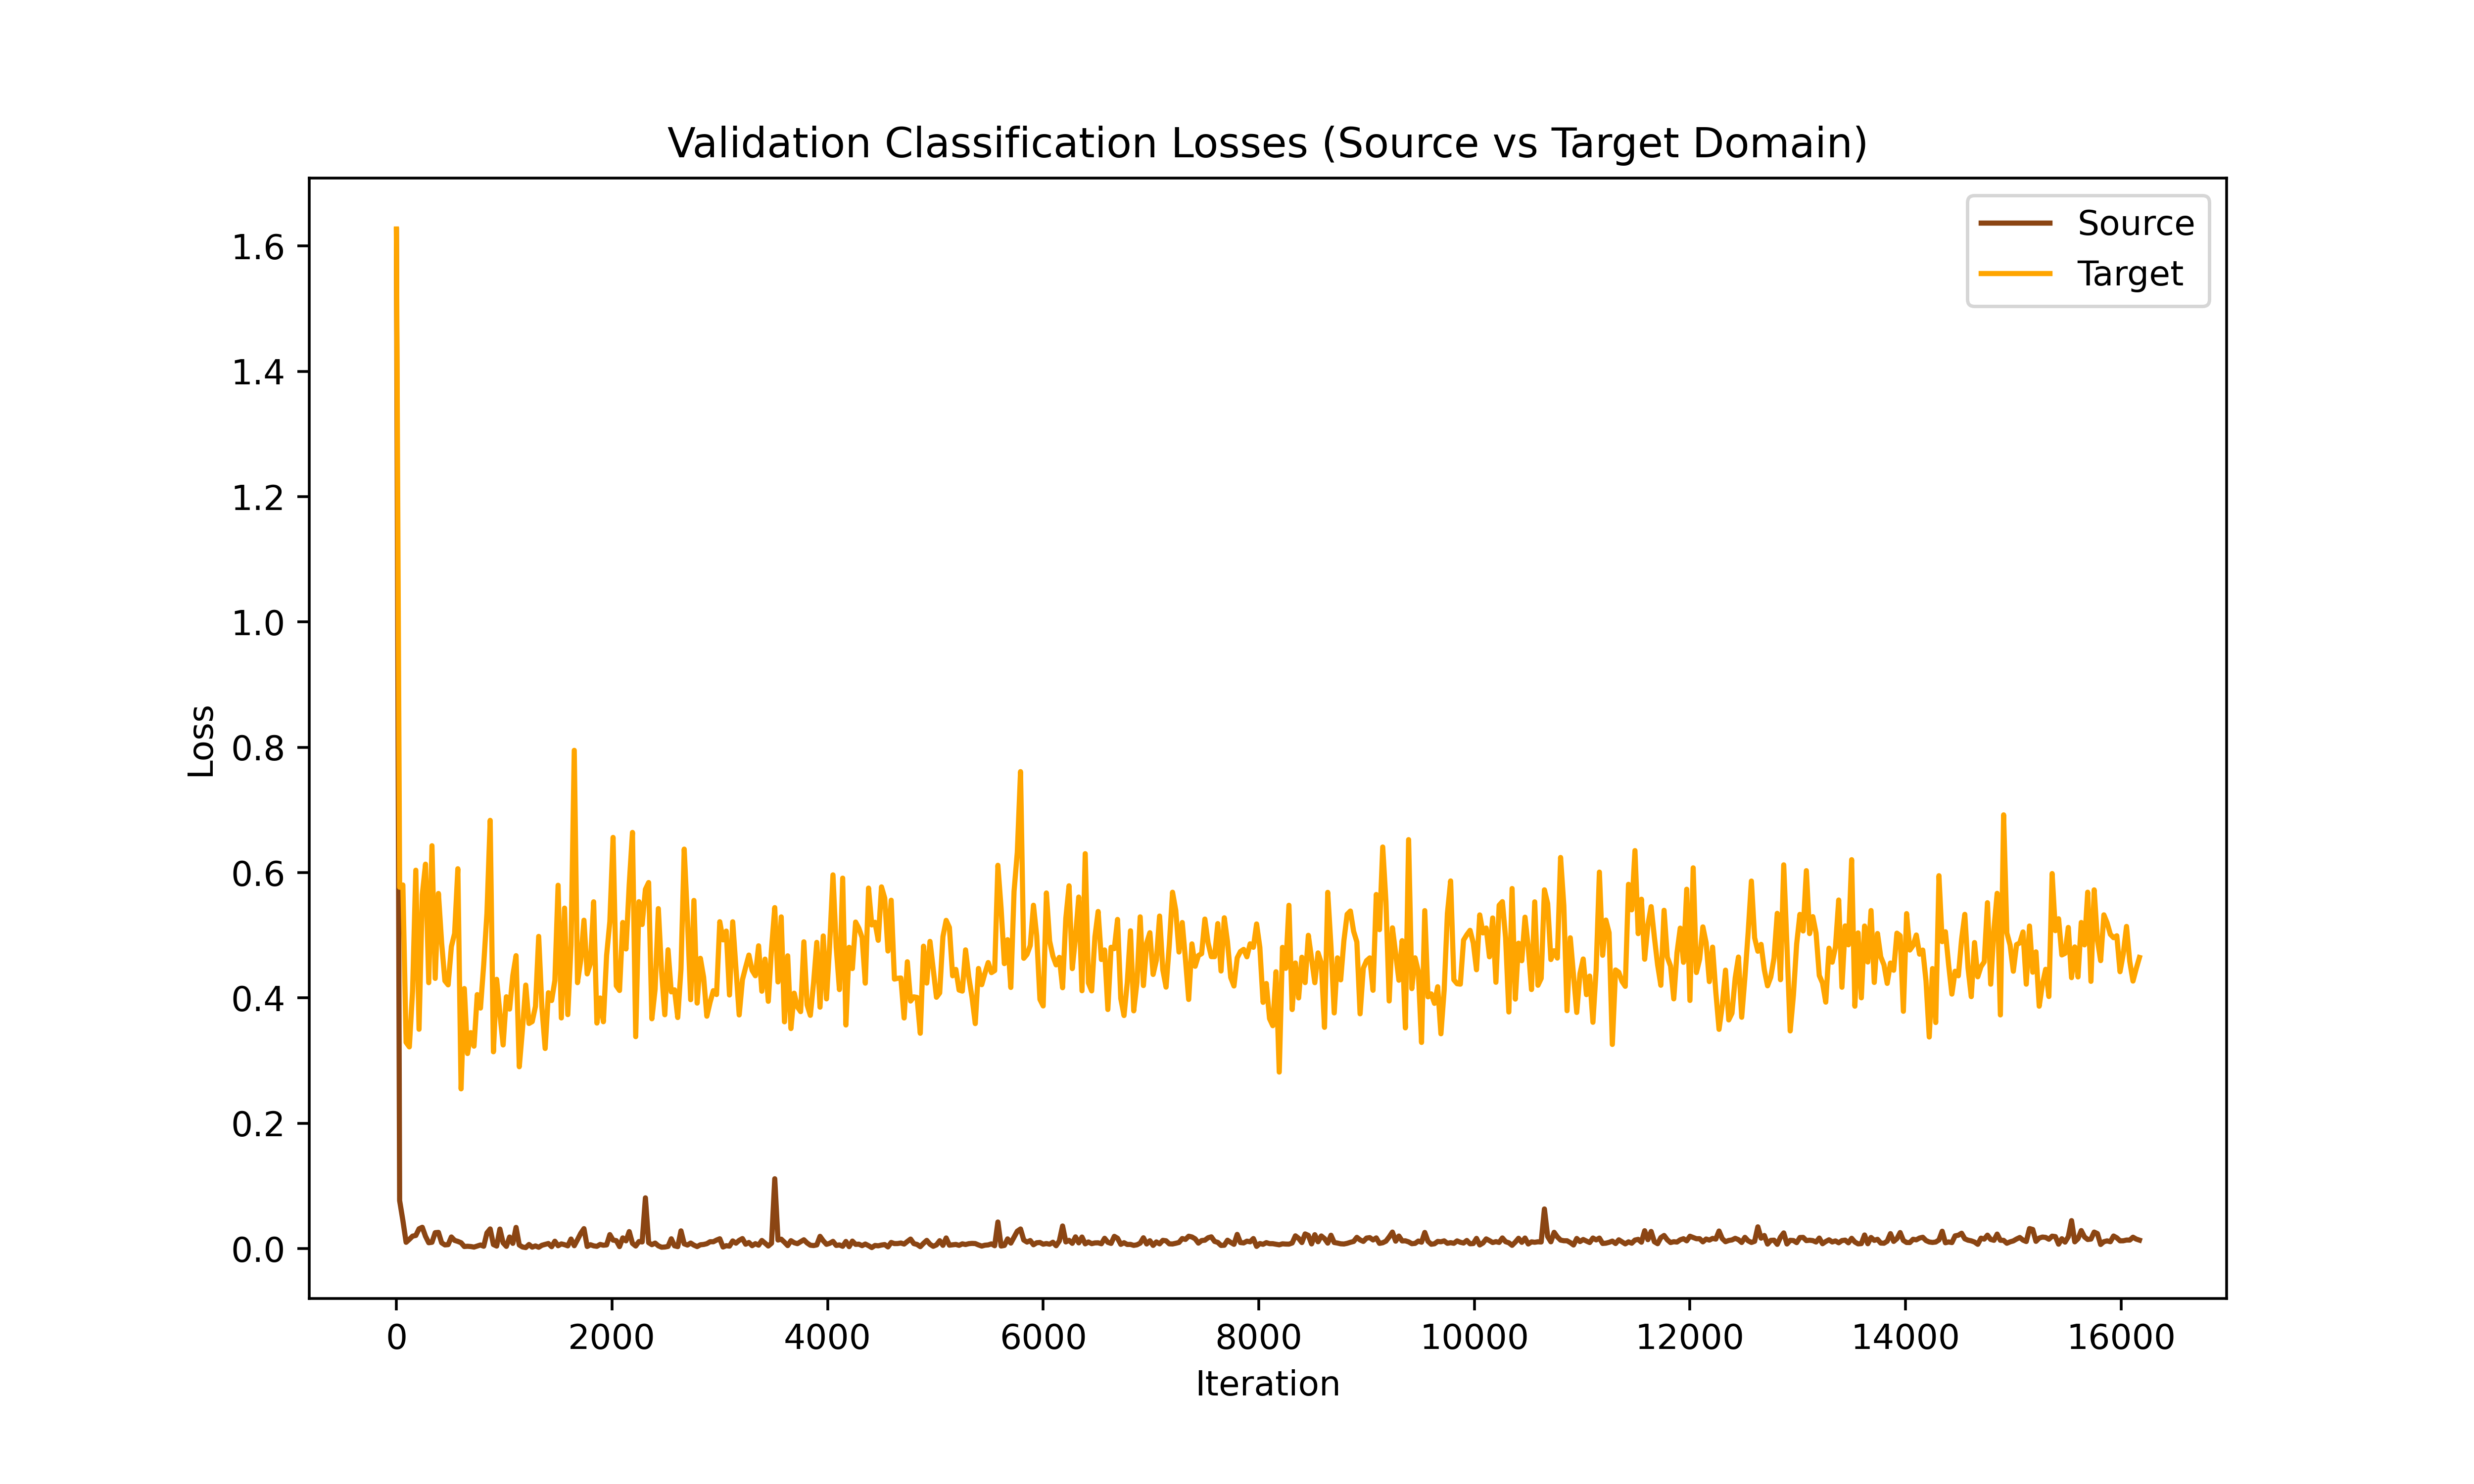 Validation Classification Losses (Source vs Target Domain)
Source
Target
1.6
1.4
1.2
1.0
0.8
0.6
0.4
0.2
0.0
Loss
0 2000 4000 6000 8000 10000 12000 14000 16000
Iteration